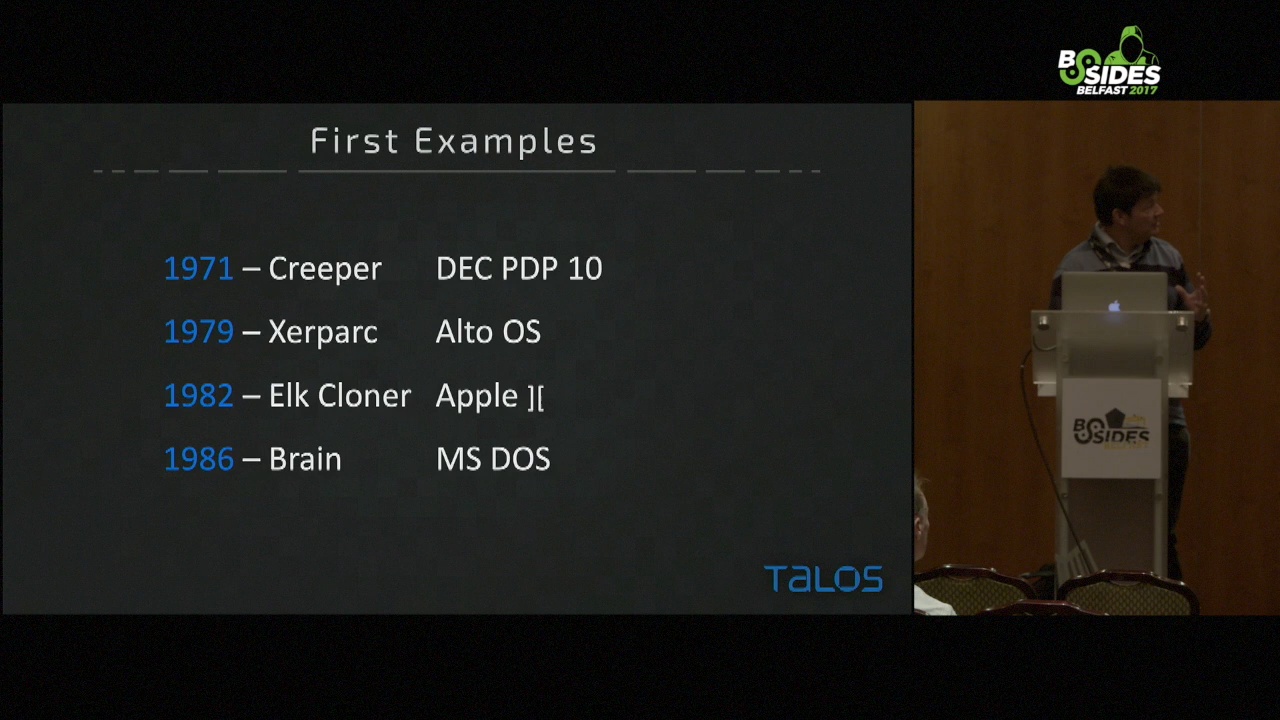 BSIDES
BELFAST 2017
First Examples
1971 – Creeper DEC PDP 10
1979 – Xerparc Alto OS
1982 – Elk Cloner Apple ][
1986 – Brain MS DOS
TALOS
BSIDES
BELFAST